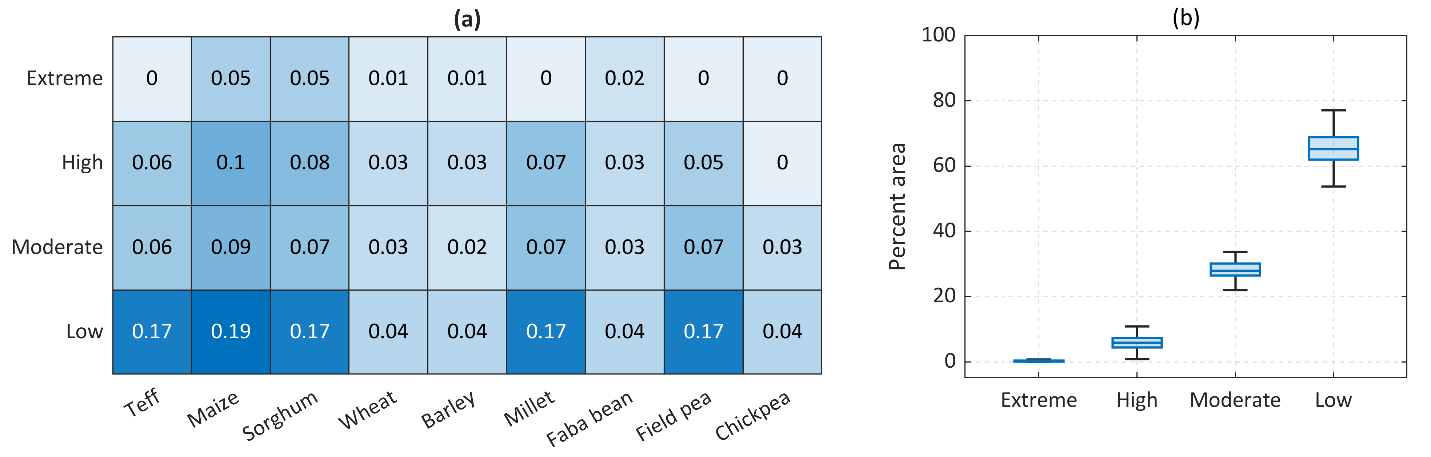 (a)
Extreme 0 0.05 0.05 0.01 0.01 0 0.02 0 0
High 0.06 0.1 0.08 0.03 0.03 0.07 0.03 0.05 0
Moderate 0.06 0.09 0.07 0.03 0.02 0.07 0.03 0.07 0.03
Low 0.17 0.19 0.17 0.04 0.04 0.17 0.04 0.17 0.04
Teff Maize Sorghum Wheat Barley Millet Faba bean Field pea Chickpea
(b)
Percent area
100
80
60
40
20
0
Extreme High Moderate Low